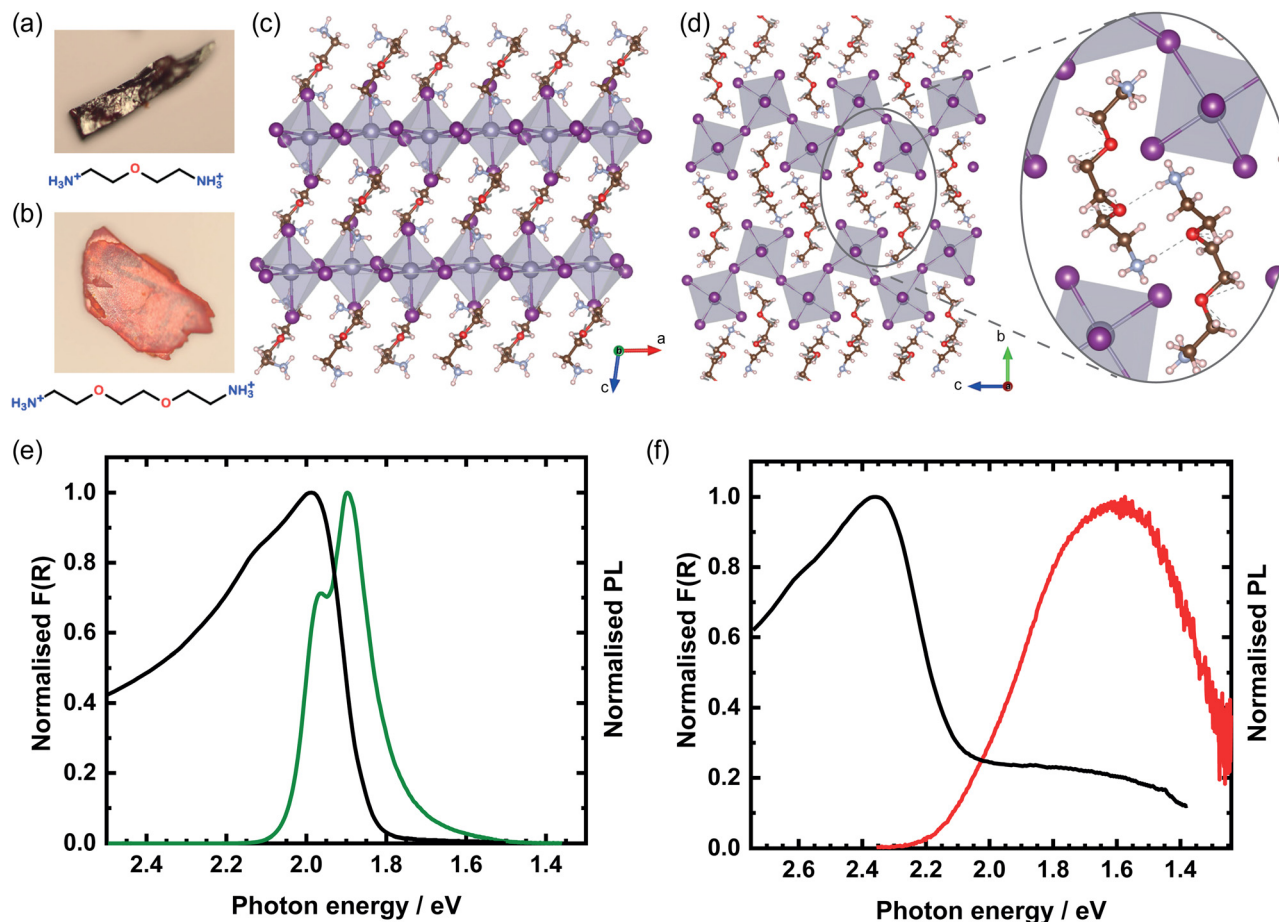 (a)
H₃N⁺ O NH₃⁺
(b)
H₃N⁺ O O NH₃⁺
(c)
b a
c
(d)
b
c a
(e)
Normalised F(R)
1.0
0.8
0.6
0.4
0.2
0.0
2.4 2.2 2.0 1.8 1.6 1.4
Photon energy / eV
Normalised PL
(f)
Normalised F(R)
1.0
0.8
0.6
0.4
0.2
0.0
2.6 2.4 2.2 2.0 1.8 1.6 1.4
Photon energy / eV
Normalised PL